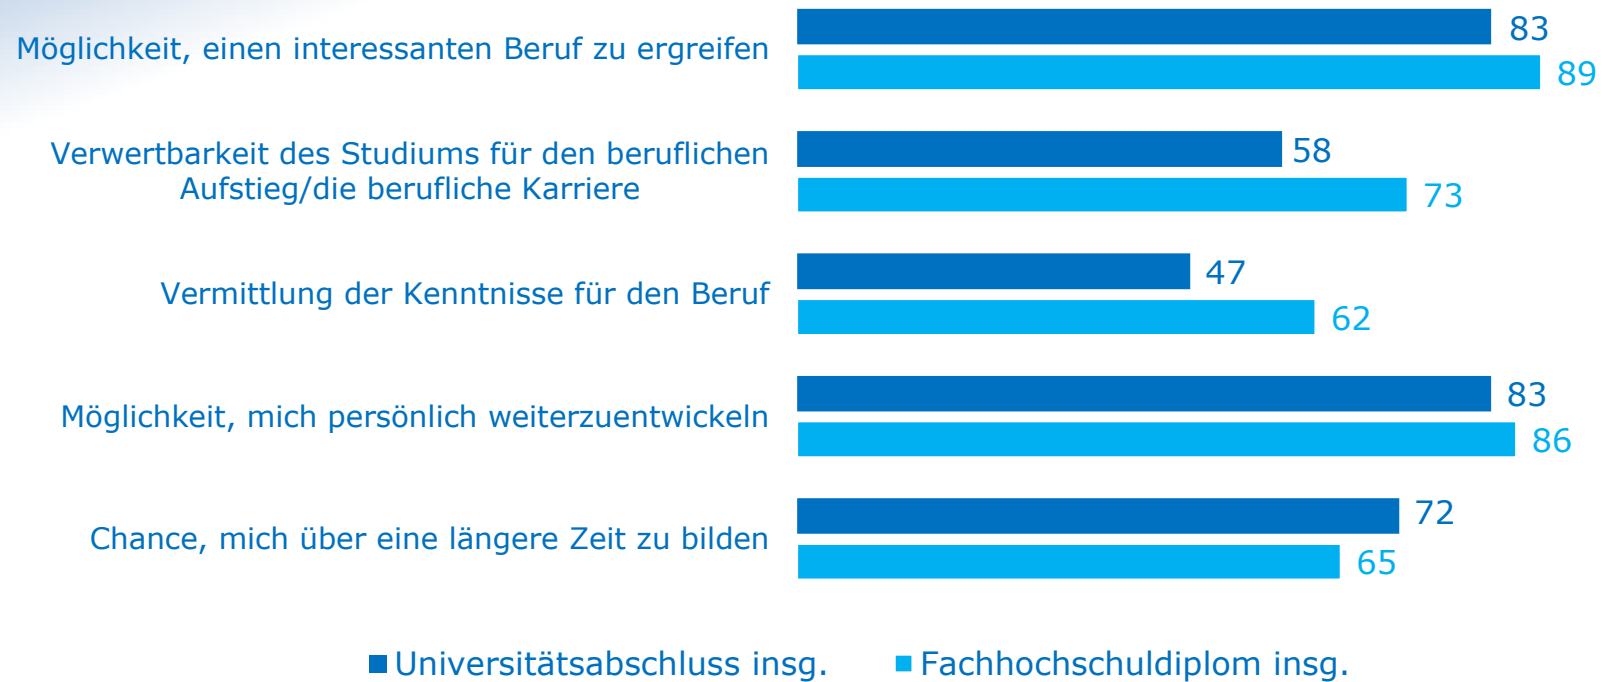 Möglichkeit, einen interessanten Beruf zu ergreifen
83
89
Verwertbarkeit des Studiums für den beruflichen
Aufstieg/die berufliche Karriere
58
73
Vermittlung der Kenntnisse für den Beruf
47
62
Möglichkeit, mich persönlich weiterzuentwickeln
83
86
Chance, mich über eine längere Zeit zu bilden
72
65
Universitätsabschluss insg.
Fachhochschuldiplom insg.